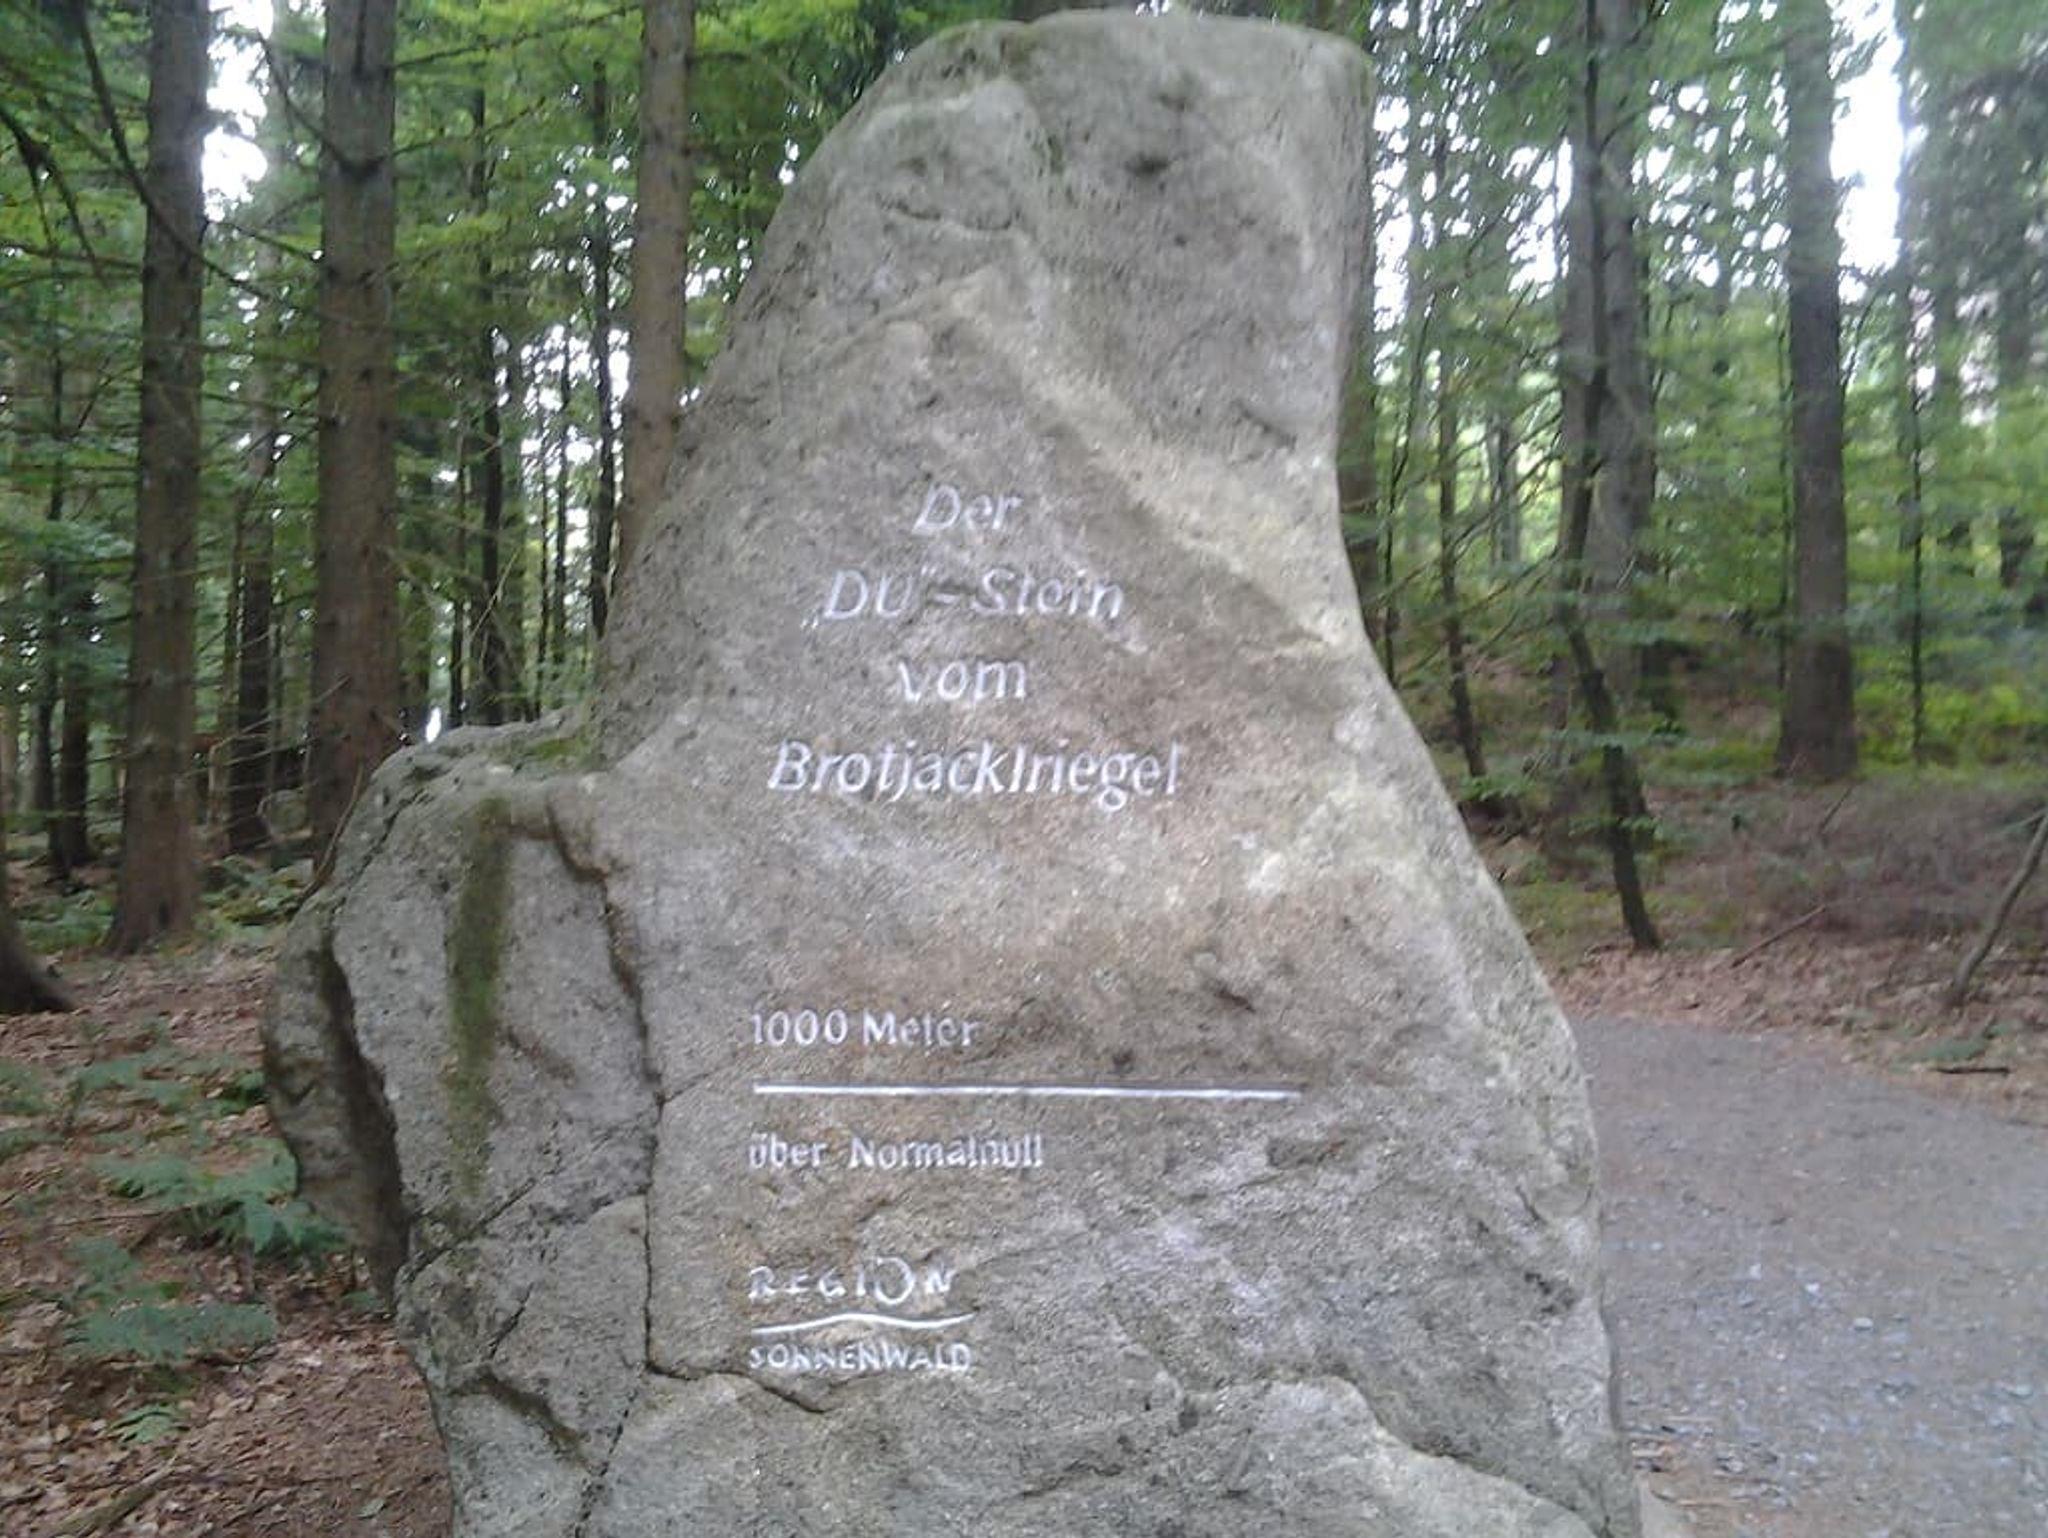 Der
„DU“-Stein
vom
Brotjacklriegel
1000 Meter
über Normalnull
REGION
SONNENWALD